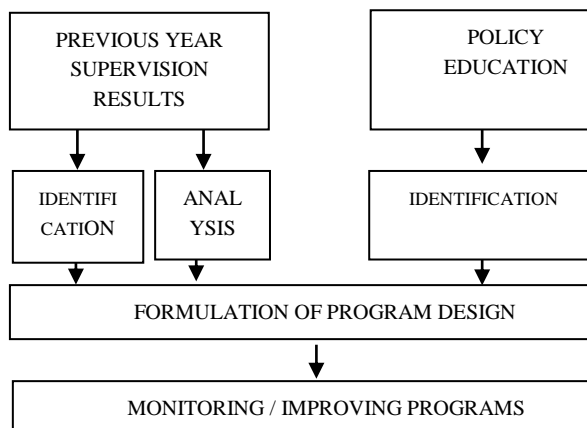 PREVIOUS YEAR
SUPERVISION
RESULTS
POLICY
EDUCATION
IDENTIFI
CATION
ANAL
YSIS
IDENTIFICATION
FORMULATION OF PROGRAM DESIGN
MONITORING / IMPROVING PROGRAMS